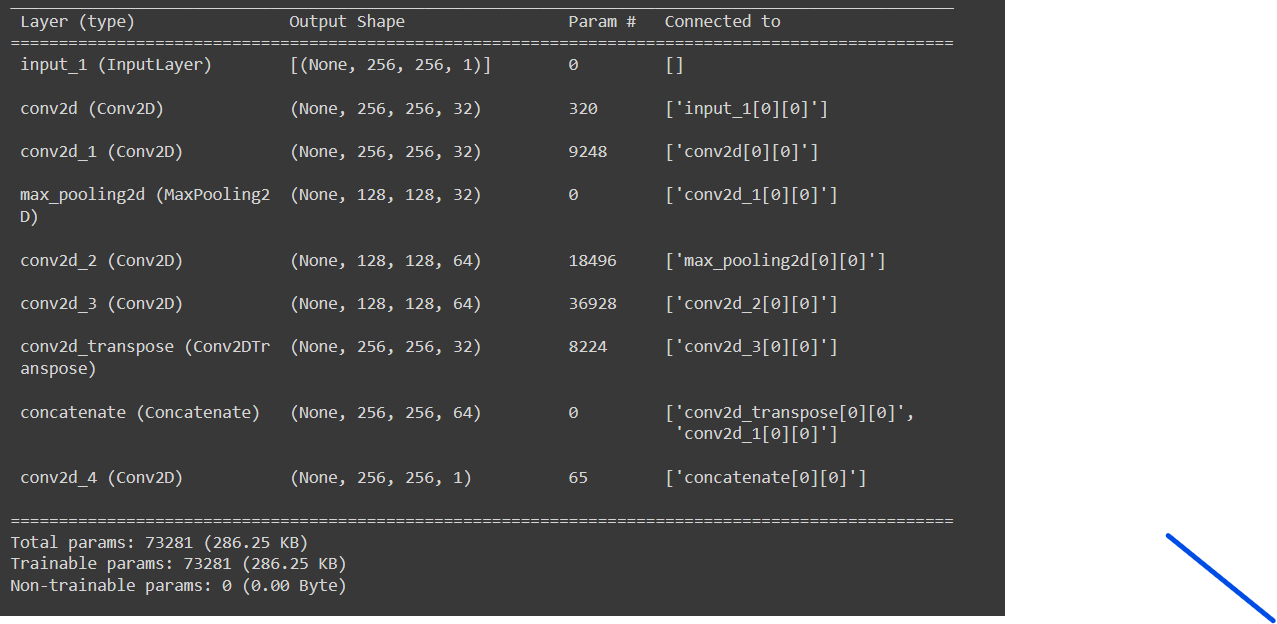 Layer (type) Output Shape Param # Connected to
==================================================================================================
input_1 (InputLayer) [(None, 256, 256, 1)] 0 []
conv2d (Conv2D) (None, 256, 256, 32) 320 ['input_1[0][0]']
conv2d_1 (Conv2D) (None, 256, 256, 32) 9248 ['conv2d[0][0]']
max_pooling2d (MaxPooling2 (None, 128, 128, 32) 0 ['conv2d_1[0][0]']
D)
conv2d_2 (Conv2D) (None, 128, 128, 64) 18496 ['max_pooling2d[0][0]']
conv2d_3 (Conv2D) (None, 128, 128, 64) 36928 ['conv2d_2[0][0]']
conv2d_transpose (Conv2DTr (None, 256, 256, 32) 8224 ['conv2d_3[0][0]']
anspose)
concatenate (Concatenate) (None, 256, 256, 64) 0 ['conv2d_transpose[0][0]',
'conv2d_1[0][0]']
conv2d_4 (Conv2D) (None, 256, 256, 1) 65 ['concatenate[0][0]']
==================================================================================================
Total params: 73281 (286.25 KB)
Trainable params: 73281 (286.25 KB)
Non-trainable params: 0 (0.00 Byte)